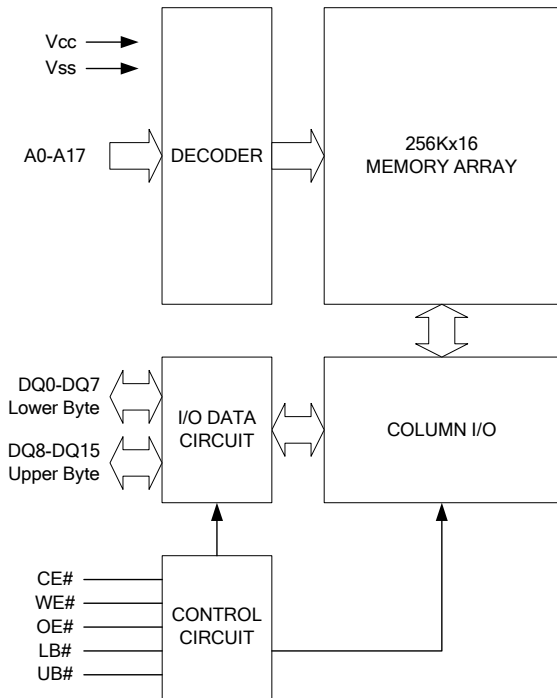 Vcc
Vss
A0-A17
DECODER
256Kx16
MEMORY ARRAY
DQ0-DQ7
Lower Byte
DQ8-DQ15
Upper Byte
I/O DATA
CIRCUIT
COLUMN I/O
CE#
WE#
OE#
LB#
UB#
CONTROL
CIRCUIT